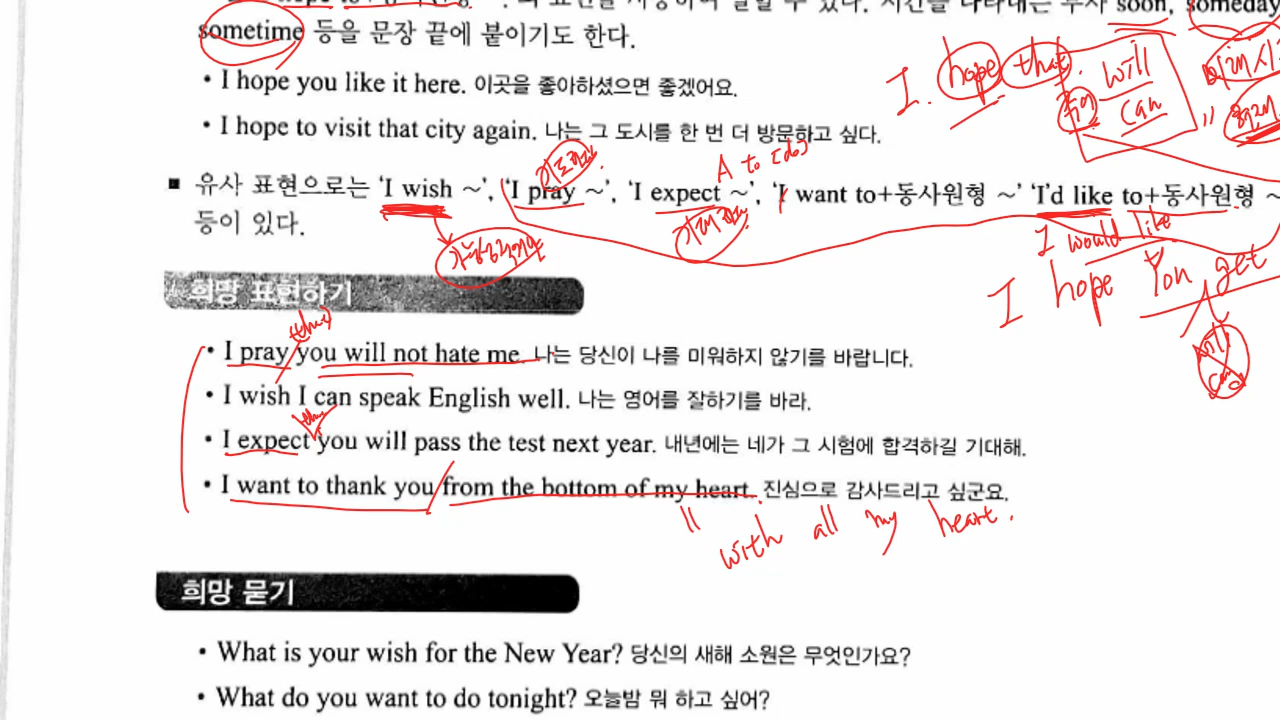 soon, someday
sometime 등을 문장 끝에 붙이기도 한다.
• I hope you like it here. 이곳을 좋아하셨으면 좋겠어요.
• I hope to visit that city again. 나는 그 도시를 한 번 더 방문하고 싶다.
I. hope that. will
주어 can
A to
■ 유사 표현으로는 ‘I wish ~’, ‘I pray ~’, ‘I expect ~’, ‘I want to+동사원형 ~’ ‘I’d like to+동사원형 ~
등이 있다.
I would like
I hope You get
will
can
희망 표현하기
• I pray you will not hate me. 나는 당신이 나를 미워하지 않기를 바랍니다.
• I wish I can speak English well. 나는 영어를 잘하기를 바라.
• I expect you will pass the test next year. 내년에는 네가 그 시험에 합격하길 기대해.
• I want to thank you from the bottom of my heart. 진심으로 감사드리고 싶군요.
with all my heart.
희망 묻기
• What is your wish for the New Year? 당신의 새해 소원은 무엇인가요?
• What do you want to do tonight? 오늘밤 뭐 하고 싶어?